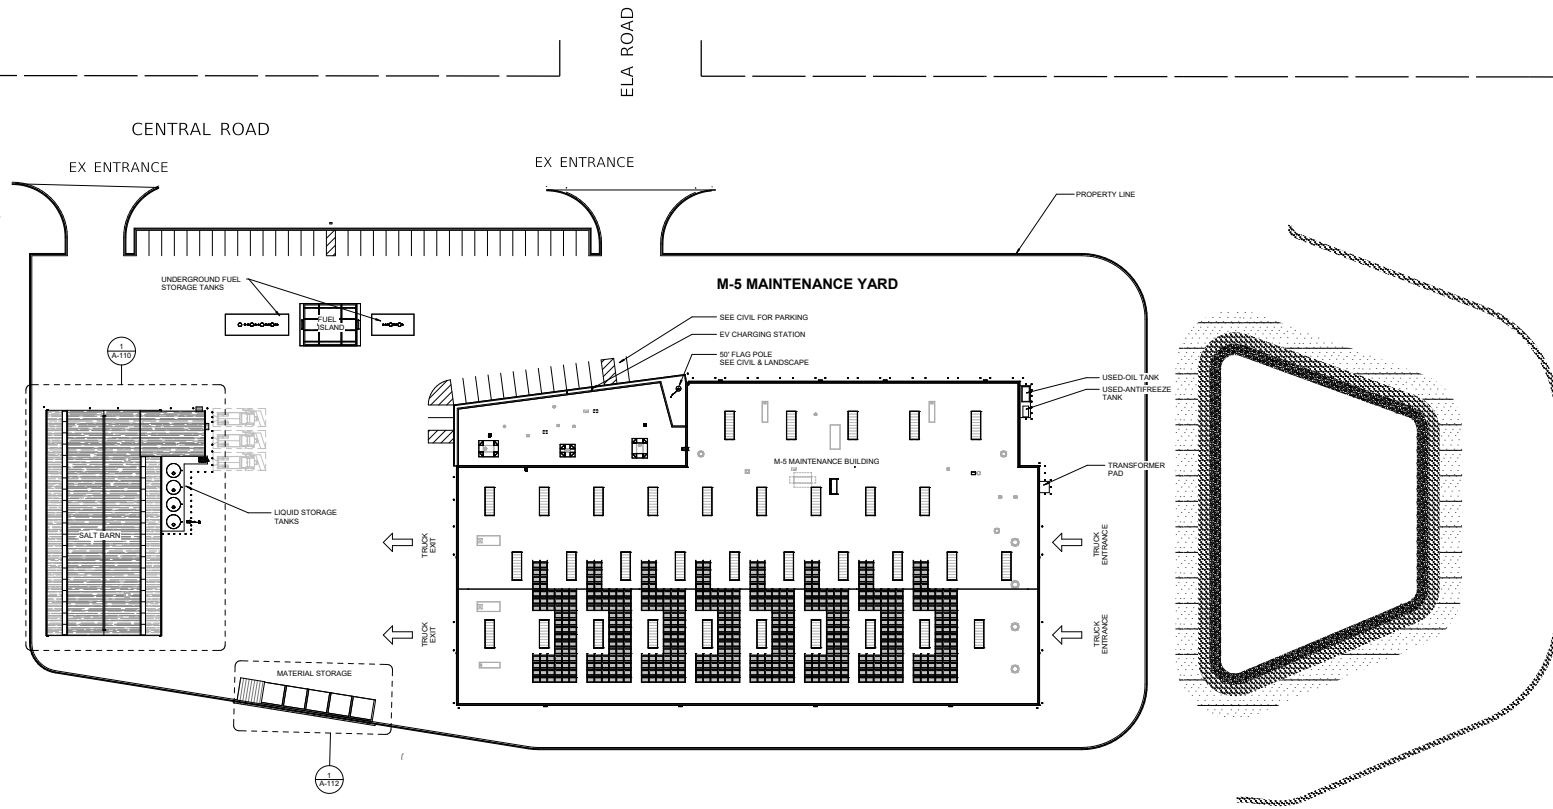 ELA ROAD
CENTRAL ROAD
EX ENTRANCE
EX ENTRANCE
PROPERTY LINE
UNDERGROUND FUEL
STORAGE TANKS
M-5 MAINTENANCE YARD
FUEL
ISLAND
SEE CIVIL FOR PARKING
EV CHARGING STATION
50' FLAG POLE
SEE CIVIL & LANDSCAPE
1
A-110
USED-OIL TANK
USED-ANTIFREEZE
TANK
M-5 MAINTENANCE BUILDING
TRANSFORMER
PAD
LIQUID STORAGE
TANKS
SALT BARN
TRUCK
EXIT
TRUCK
ENTRANCE
TRUCK
EXIT
TRUCK
ENTRANCE
MATERIAL STORAGE
1
A-112